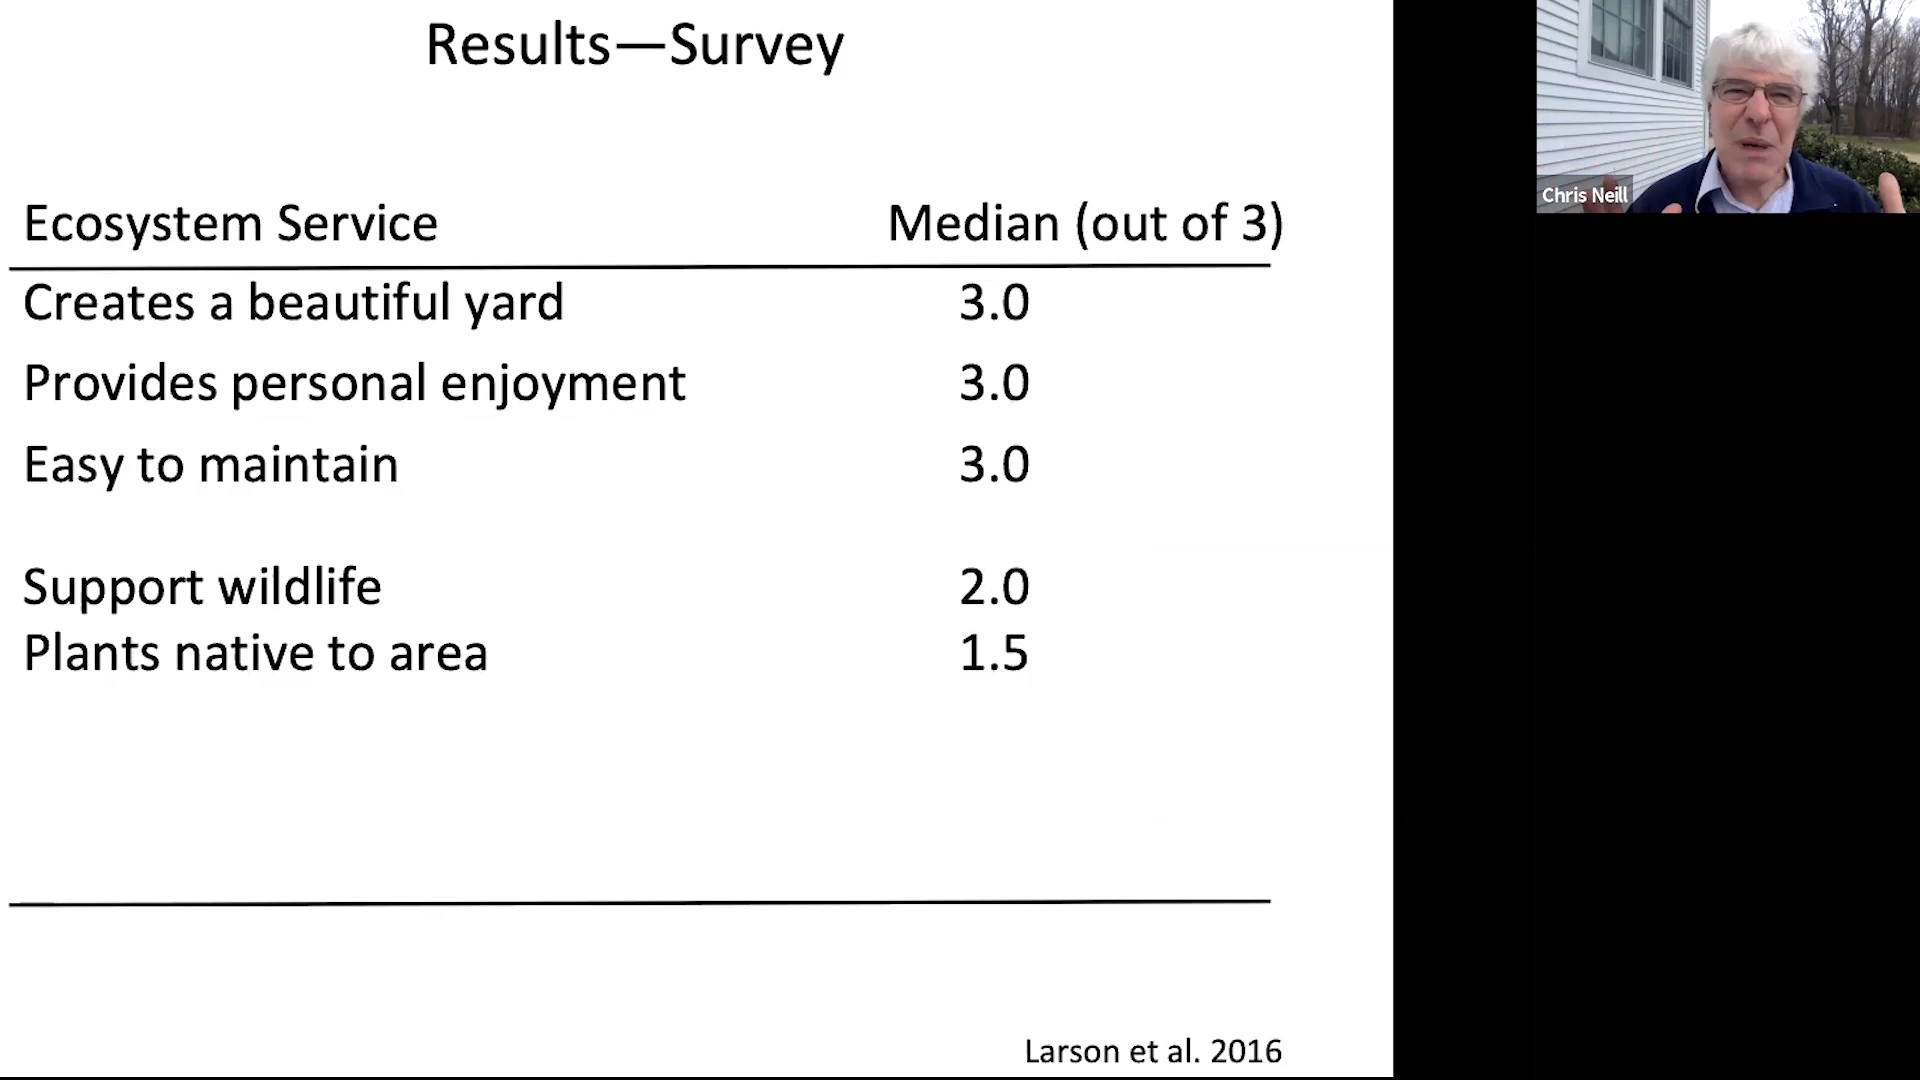 Results—Survey
Chris Neill
Ecosystem Service Median (out of 3)
Creates a beautiful yard 3.0
Provides personal enjoyment 3.0
Easy to maintain 3.0
Support wildlife 2.0
Plants native to area 1.5
Larson et al. 2016